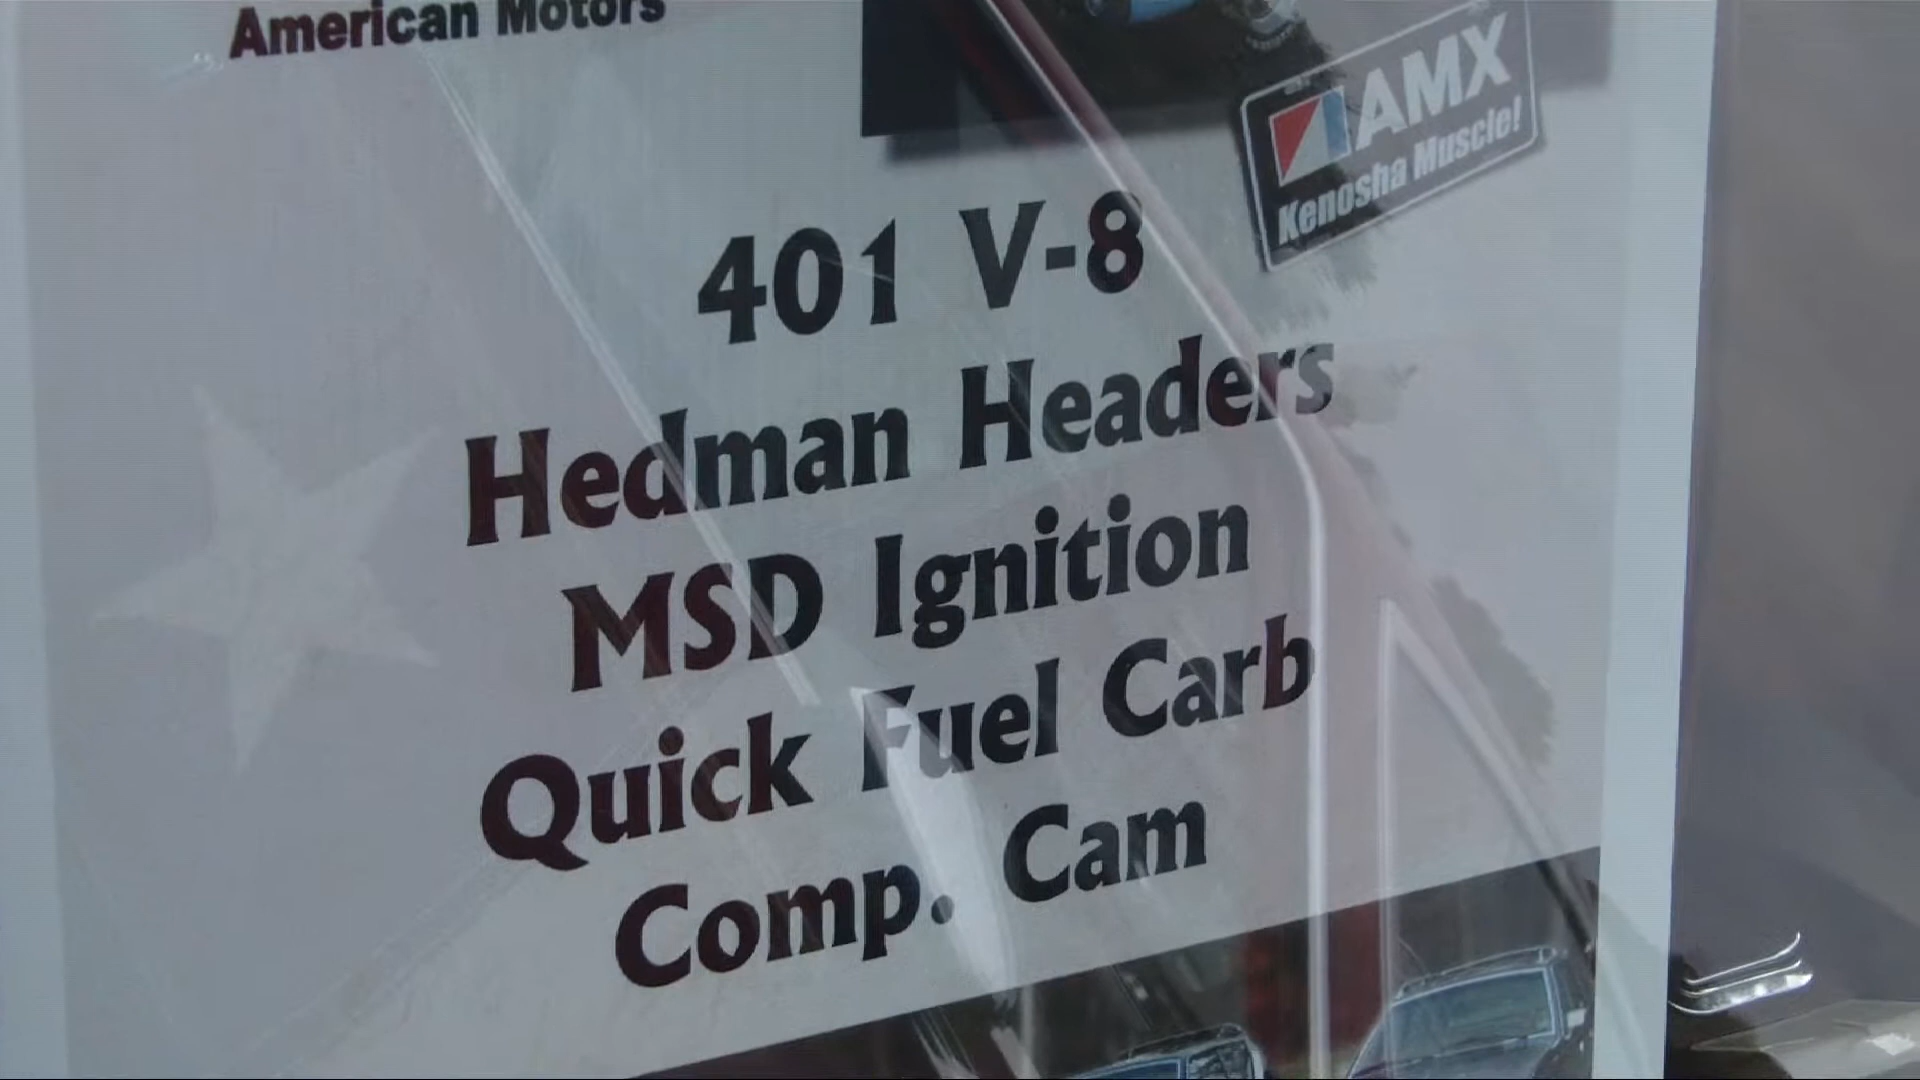 American Motors
AMX
Kenosha Muscle!
401 V-8
Hedman Headers
MSD Ignition
Quick Fuel Carb
Comp. Cam